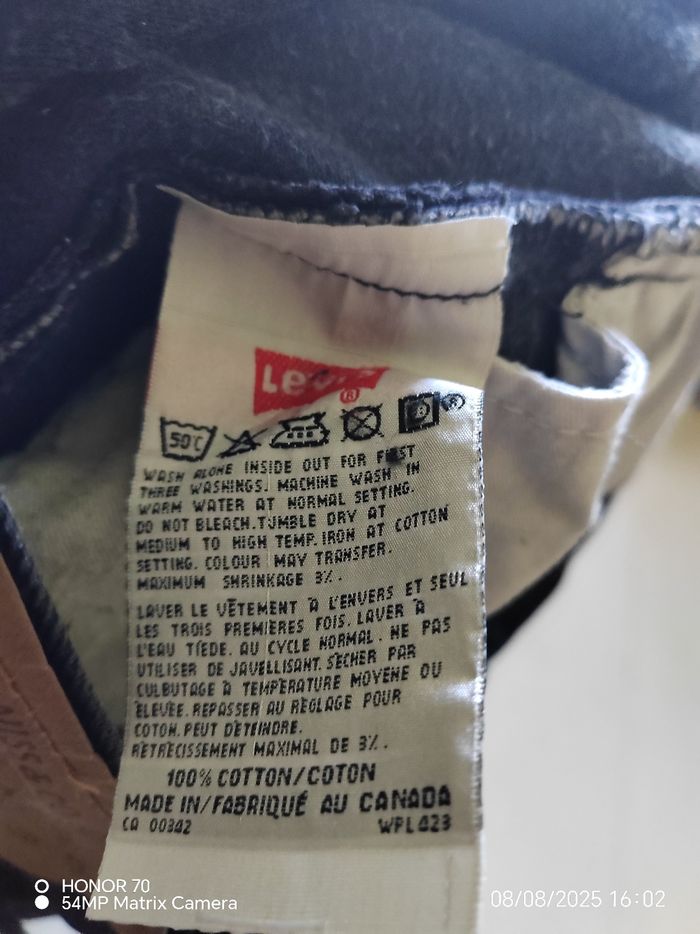 Levi's®
50°C D®
WASH ALONE INSIDE OUT FOR FIRST
THREE WASHINGS. MACHINE WASH IN
WARM WATER AT NORMAL SETTING.
DO NOT BLEACH.TUMBLE DRY AT
MEDIUM TO HIGH TEMP. IRON AT COTTON
SETTING. COLOUR MAY TRANSFER.
MAXIMUM SHRINKAGE 3%.
LAVER LE VÊTEMENT À L'ENVERS ET SEUL
LES TROIS PREMIÈRES FOIS. LAVER À
L'EAU TIÈDE. AU CYCLE NORMAL. NE PAS
UTILISER DE JAVELLISANT. SÉCHER PAR
CULBUTAGE À TEMPÉRATURE MOYENE OU
ÉLEVÉE. REPASSER AU RÉGLAGE POUR
COTON. PEUT DÉTEINDRE.
RÉTRÉCISSEMENT MAXIMAL DE 3%.
100% COTTON/COTON
MADE IN/FABRIQUÉ AU CANADA
CA 00342 WPL423
HONOR 70
54MP Matrix Camera
08/08/2025 16:02